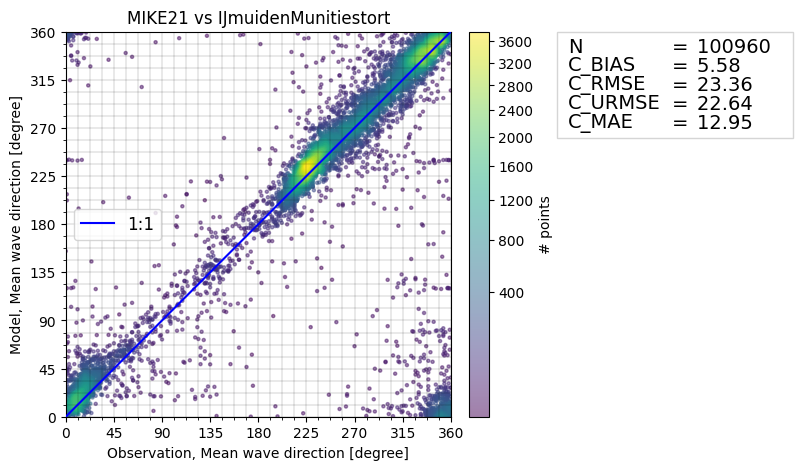 MIKE21 vs IJmuidenMunitiestort
360
315
270
225
180
135
90
45
0
Model, Mean wave direction [degree]
1:1
0 45 90 135 180 225 270 315 360
Observation, Mean wave direction [degree]
3600
3200
2800
2400
2000
1600
1200
800
400
# points
N = 100960
C_BIAS = 5.58
C_RMSE = 23.36
C_URMSE = 22.64
C_MAE = 12.95